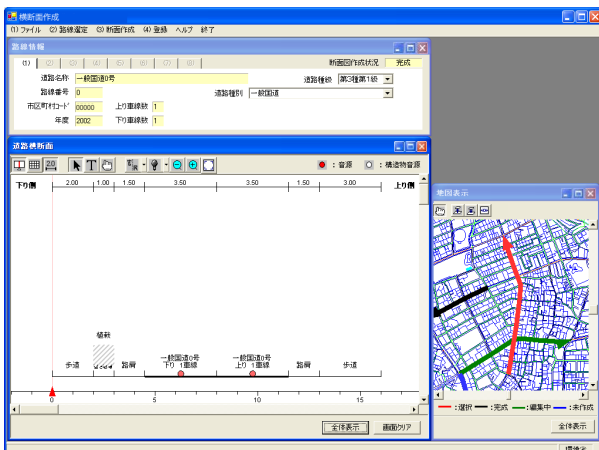 横断面作成
(1) ファイル (2) 路線選定 (3) 断面作成 (4) 登録 ヘルプ 終了
路線情報
(1) (2) (3) (4) (5) (6) (7) (8) 断面図作成状況 完成
道路名称 一般国道0号 道路種級 第3種第1級
路線番号 0 道路種別 一般国道
市区町村コード 00000 上り車線数 1
年度 2002 下り車線数 1
道路横断面
：音源 ：構造物音源
下り側 2.00 1.00 1.50 3.50 3.50 1.50 3.00 上り側
植栽
歩道 路肩 一般国道0号 下り 1車線 一般国道0号 上り 1車線 路肩 歩道
0 5 10 15
全体表示 画面クリア
地図表示
：選択 ：完成 ：編集中 ：未作成
全体表示